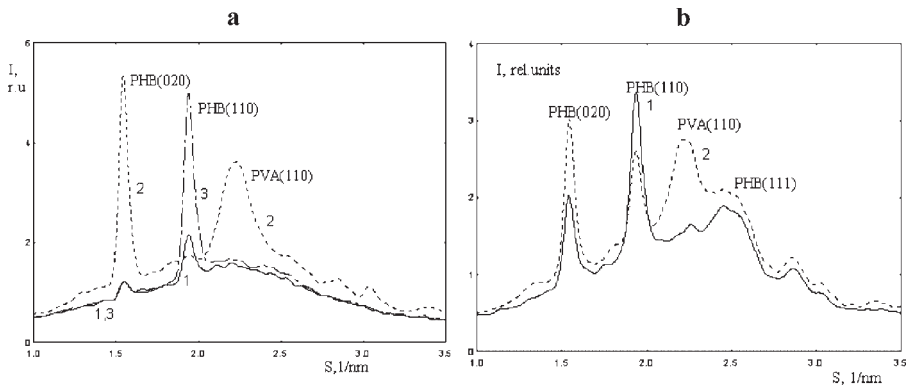 a
I,
r.u
PHB(020)
PHB(110)
PVA(110)
2
3
2
1
1,3
0
2
4
6
1.0
1.5
2.0
2.5
3.0
3.5
S,1/nm
b
I, rel.units
PHB(110)
1
PHB(020)
PVA(110)
2
PHB(111)
0
1
2
3
4
1.0
1.5
2.0
2.5
3.0
3.5
S, 1/nm